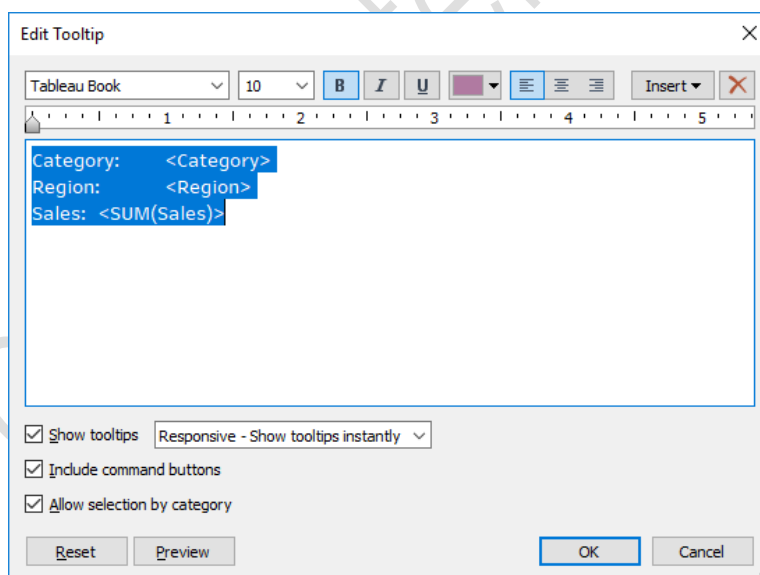 Edit Tooltip
Tableau Book 10 B I U Insert
1 2 3 4 5
Category: <Category>
Region: <Region>
Sales: <SUM(Sales)>
Show tooltips Responsive - Show tooltips instantly
Include command buttons
Allow selection by category
Reset Preview OK Cancel